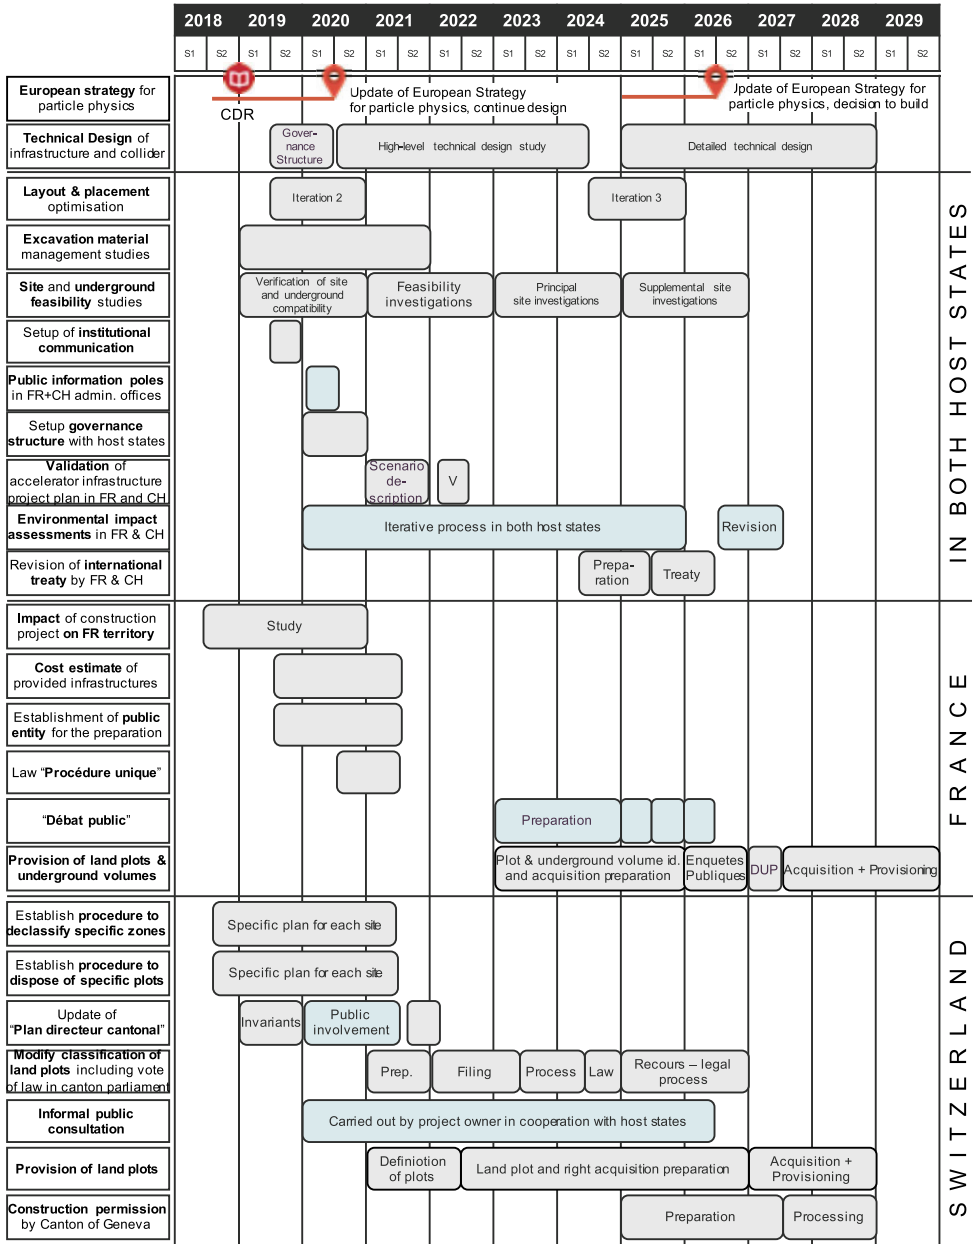 2018 2019 2020 2021 2022 2023 2024 2025 2026 2027 2028 2029
S1 S2 S1 S2 S1 S2 S1 S2 S1 S2 S1 S2 S1 S2 S1 S2 S1 S2 S1 S2 S1 S2 S1 S2
European strategy for
particle physics
CDR
Update of European Strategy
for particle physics, continue design
Update of European Strategy for
particle physics, decision to build
Technical Design of
infrastructure and collider
Gover-
nance
Structure
High-level technical design study
Detailed technical design
Layout & placement
optimisation
Iteration 2
Iteration 3
Excavation material
management studies
Site and underground
feasibility studies
Verification of site
and underground
compatibility
Feasibility
investigations
Principal
site investigations
Supplemental site
investigations
Setup of institutional
communication
Public information poles
in FR+CH admin. offices
Setup governance
structure with host states
Validation of
accelerator infrastructure
project plan in FR and CH
Scenario
de-
scription
V
Environmental impact
assessments in FR & CH
Iterative process in both host states
Revision
Revision of international
treaty by FR & CH
Prepa-
ration
Treaty
IN BOTH HOST STATES
Impact of construction
project on FR territory
Study
Cost estimate of
provided infrastructures
Establishment of public
entity for the preparation
Law “Procédure unique”
“Débat public”
Preparation
Provision of land plots &
underground volumes
Plot & underground volume id.
and acquisition preparation
Enquetes
Publiques
DUP
Acquisition + Provisioning
FRANCE
Establish procedure to
declassify specific zones
Specific plan for each site
Establish procedure to
dispose of specific plots
Specific plan for each site
Update of
“Plan directeur cantonal”
Invariants
Public
involvement
Modify classification of
land plots including vote
of law in canton parliament
Prep.
Filing
Process
Law
Recours – legal
process
Informal public
consultation
Carried out by project owner in cooperation with host states
Provision of land plots
Definiotion
of plots
Land plot and right acquisition preparation
Acquisition +
Provisioning
Construction permission
by Canton of Geneva
Preparation
Processing
SWITZERLAND